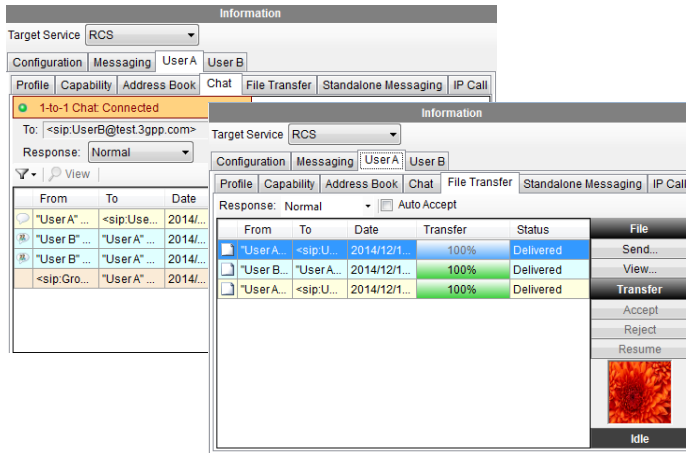 Information
Target Service RCS
Configuration Messaging User A User B
Profile Capability Address Book Chat File Transfer Standalone Messaging IP Call
1-to-1 Chat: Connected
To: <sip:UserB@test.3gpp.com>
Response: Normal
View
From To Date
"User A" ... <sip:Use... 2014/...
"User B" ... "User A" ... 2014/...
"User B" ... "User A" ... 2014/...
<sip:Gro... "User A" ... 2014/...
Information
Target Service RCS
Configuration Messaging User A User B
Profile Capability Address Book Chat File Transfer Standalone Messaging IP Call
Response: Normal Auto Accept
From To Date Transfer Status File
"User A... <sip:U... 2014/12/1... 100% Delivered Send...
"User B... "User A... 2014/12/1... 100% Delivered View...
"User A... <sip:U... 2014/12/1... 100% Delivered Transfer
Accept
Reject
Resume
Idle